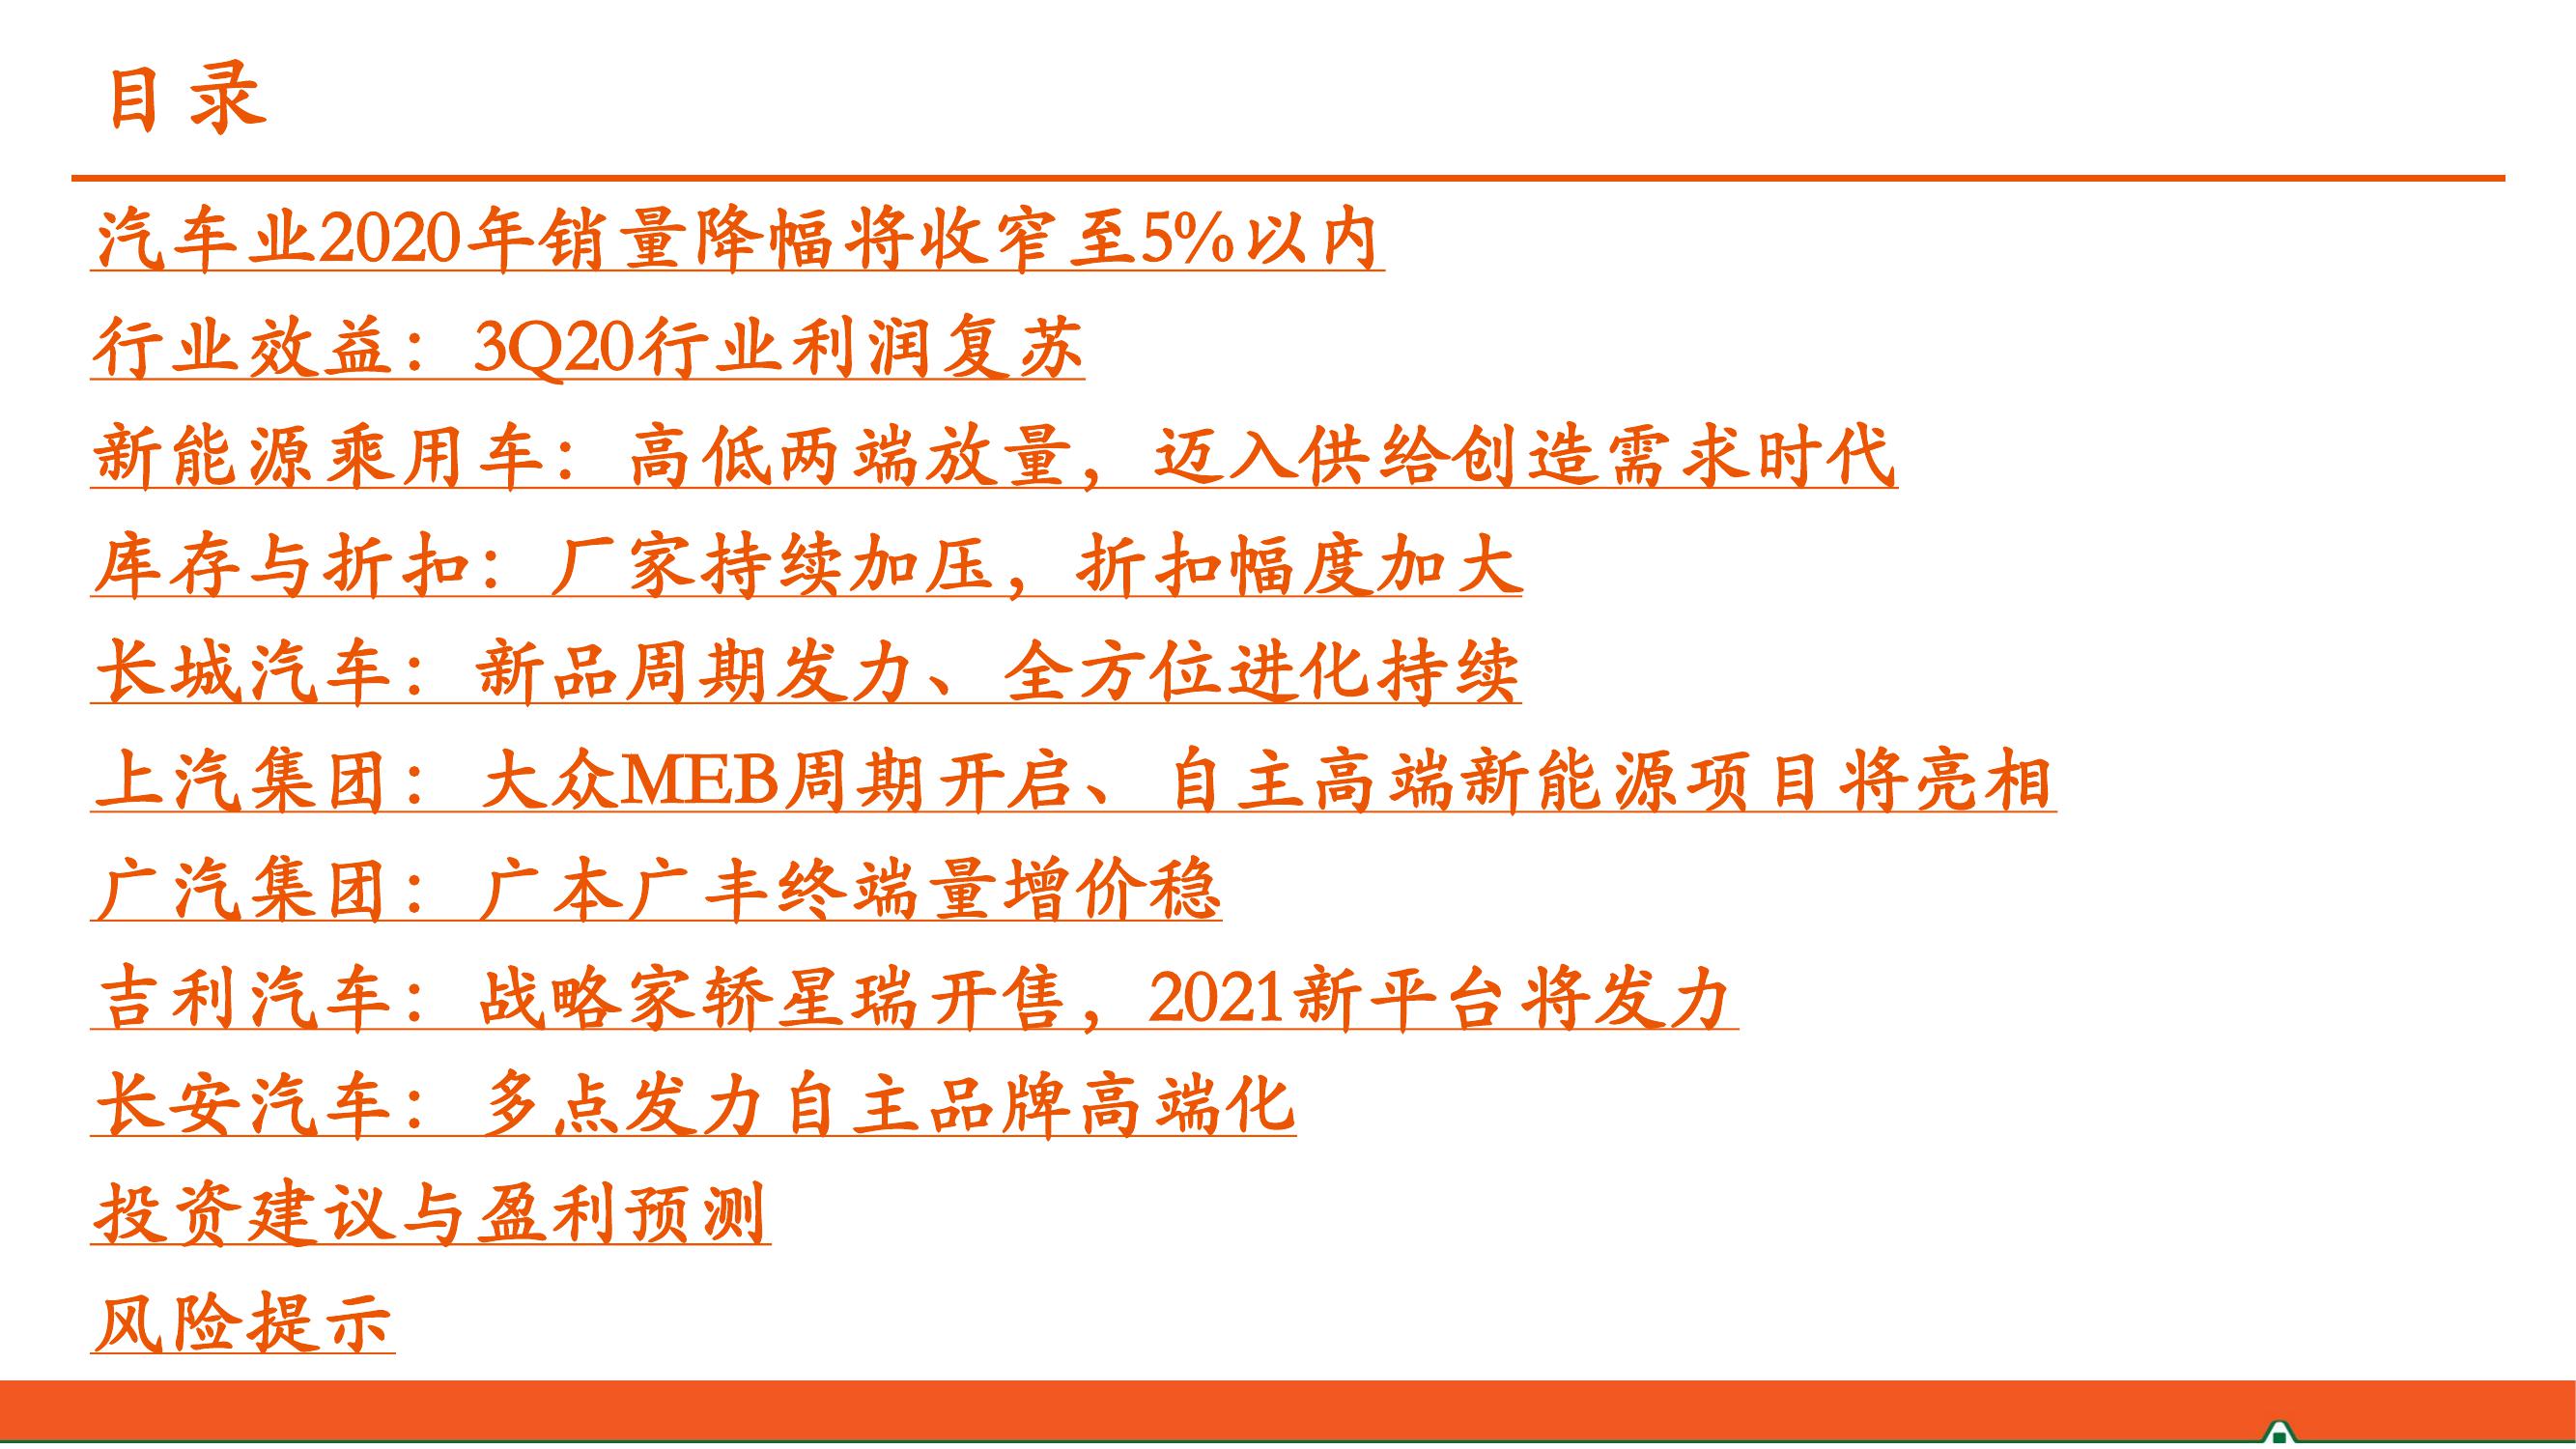 目录
汽车业2020年销量降幅将收窄至5%以内
行业效益：3Q20行业利润复苏
新能源乘用车：高低两端放量，迈入供给创造需求时代
库存与折扣：厂家持续加压，折扣幅度加大
长城汽车：新品周期发力、全方位进化持续
上汽集团：大众MEB周期开启、自主高端新能源项目将亮相
广汽集团：广本广丰终端量增价稳
吉利汽车：战略家轿星瑞开售，2021新平台将发力
长安汽车：多点发力自主品牌高端化
投资建议与盈利预测
风险提示